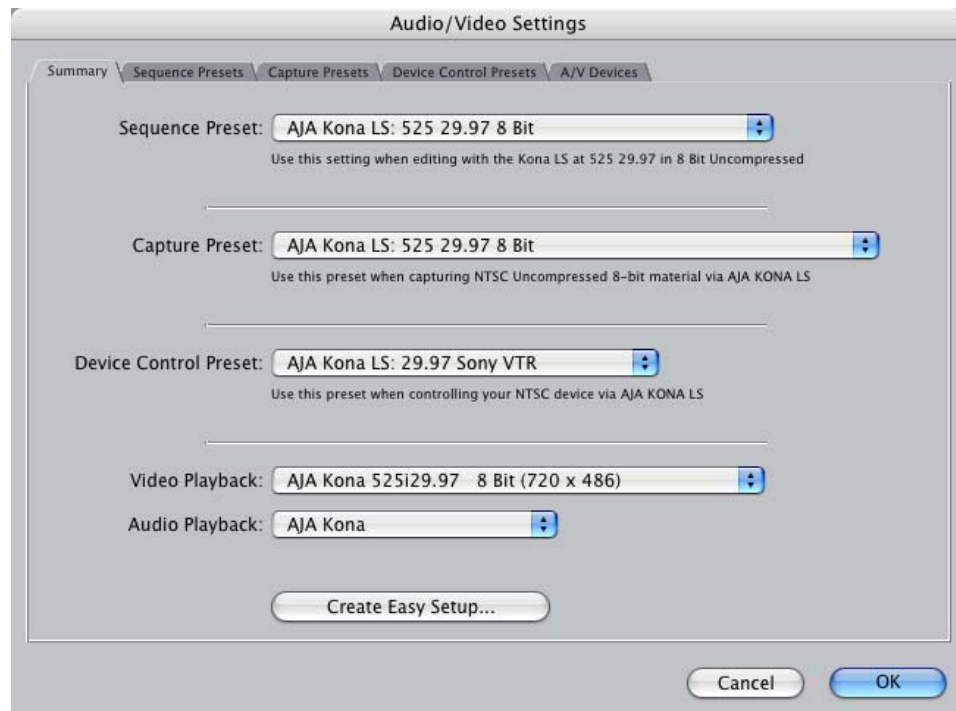 Audio/Video Settings
Summary Sequence Presets Capture Presets Device Control Presets A/V Devices
Sequence Preset: AJA Kona LS: 525 29.97 8 Bit
Use this setting when editing with the Kona LS at 525 29.97 in 8 Bit Uncompressed
Capture Preset: AJA Kona LS: 525 29.97 8 Bit
Use this preset when capturing NTSC Uncompressed 8-bit material via AJA KONA LS
Device Control Preset: AJA Kona LS: 29.97 Sony VTR
Use this preset when controlling your NTSC device via AJA KONA LS
Video Playback: AJA Kona 525i29.97 8 Bit (720 x 486)
Audio Playback: AJA Kona
Create Easy Setup...
Cancel OK